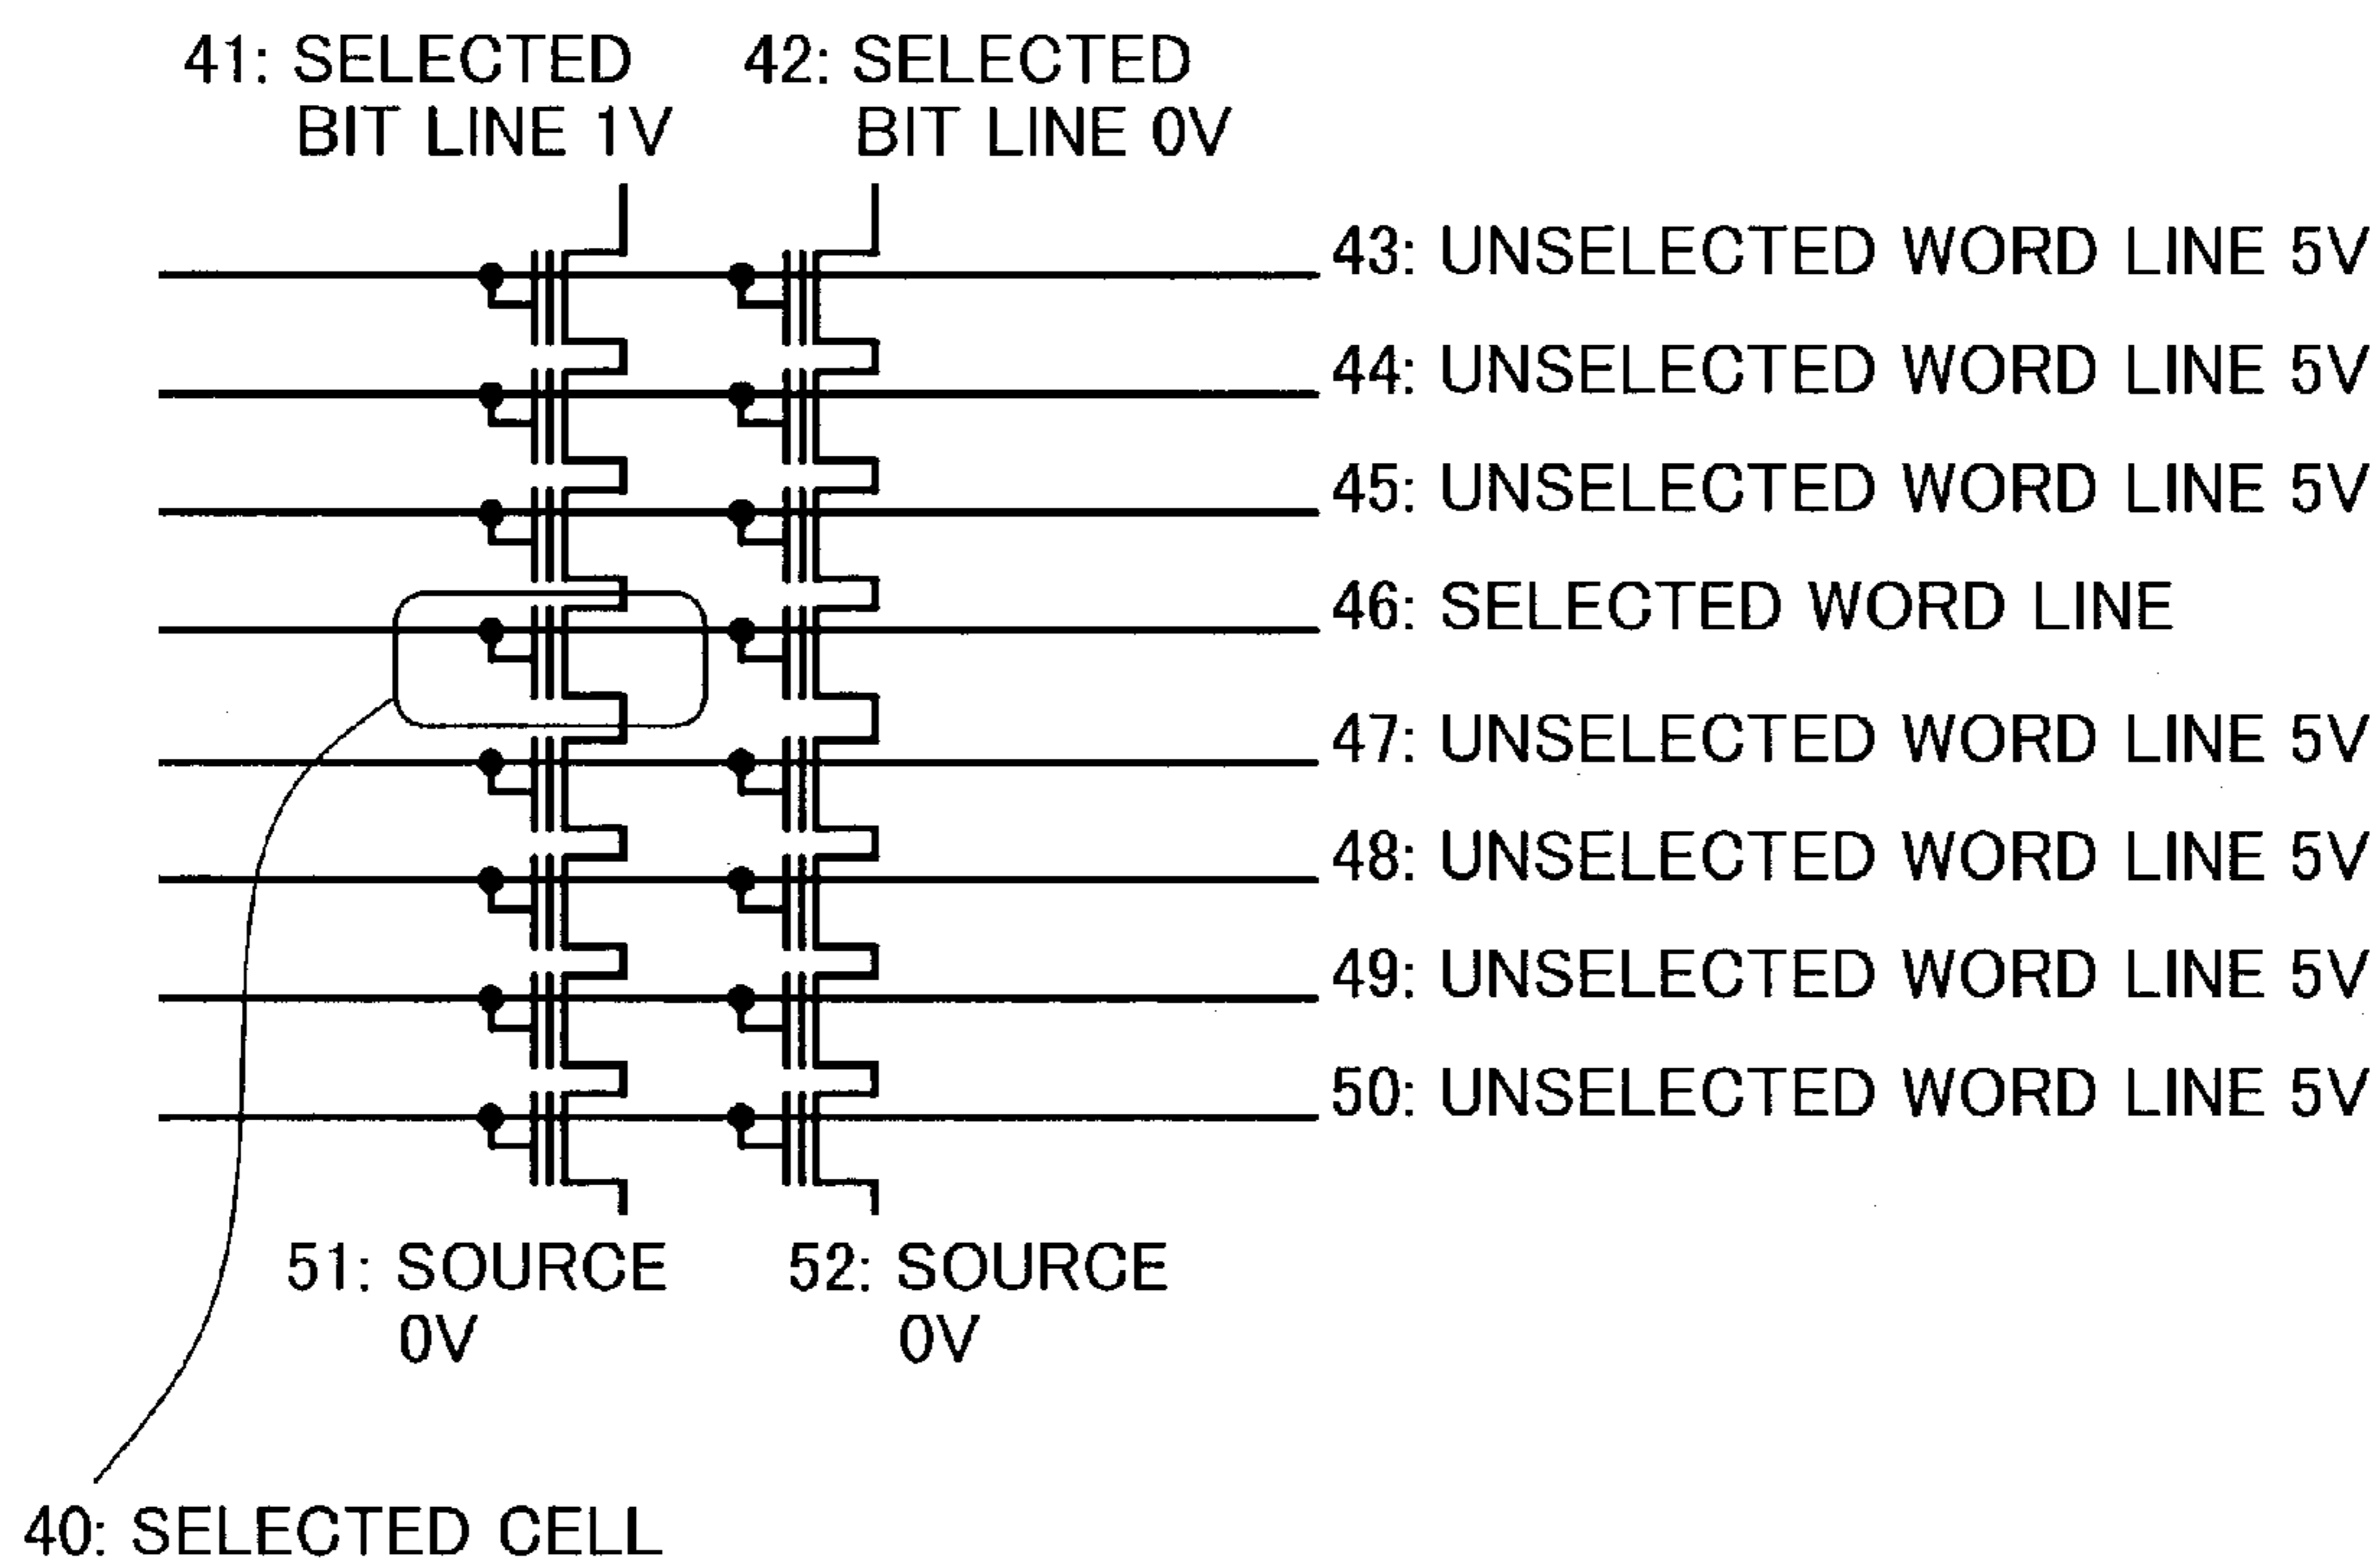 41: SELECTED
BIT LINE 1V
42: SELECTED
BIT LINE 0V
43: UNSELECTED WORD LINE 5V
44: UNSELECTED WORD LINE 5V
45: UNSELECTED WORD LINE 5V
46: SELECTED WORD LINE
47: UNSELECTED WORD LINE 5V
48: UNSELECTED WORD LINE 5V
49: UNSELECTED WORD LINE 5V
50: UNSELECTED WORD LINE 5V
51: SOURCE
0V
52: SOURCE
0V
40: SELECTED CELL